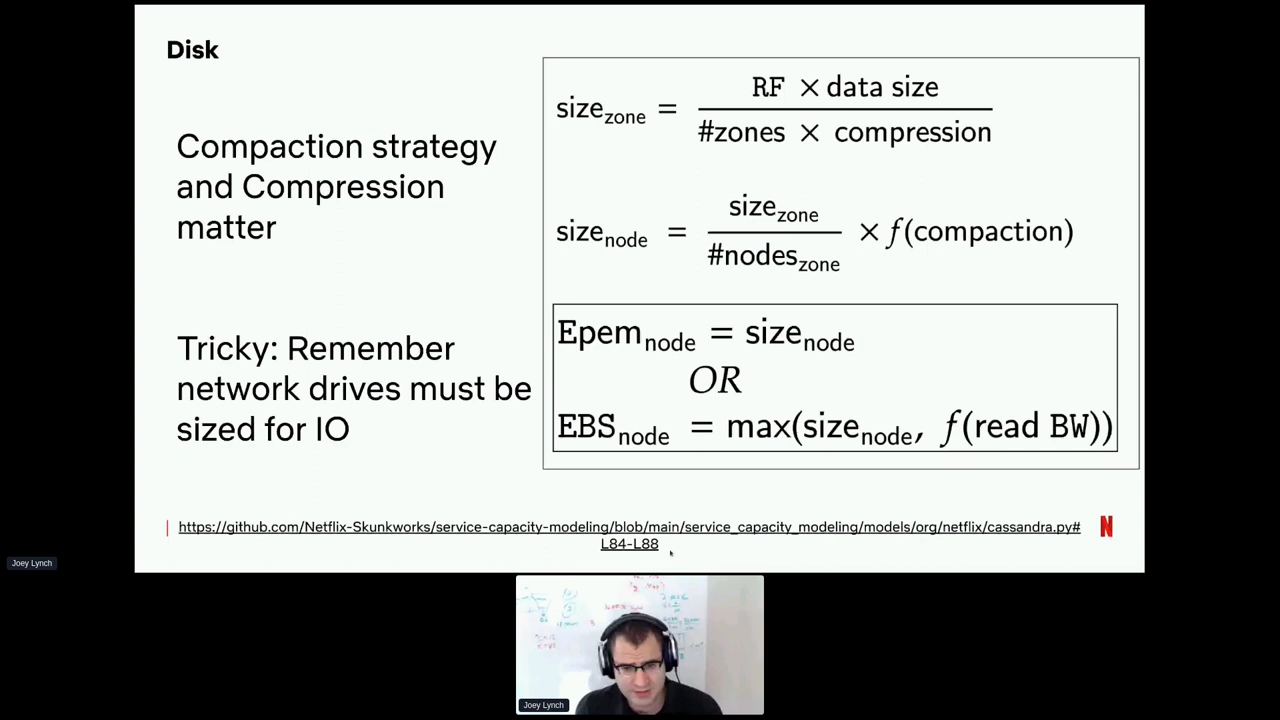 Disk
Compaction strategy
and Compression
matter
Tricky: Remember
network drives must be
sized for IO
size_zone = RF × data size / #zones × compression
size_node = size_zone / #nodes_zone × f(compaction)
Epem_node = size_node
OR
EBS_node = max(size_node, f(read BW))
https://github.com/Netflix-Skunkworks/service-capacity-modeling/blob/main/service_capacity_modeling/models/org/netflix/cassandra.py#
L84-L88
N
Joey Lynch
Joey Lynch